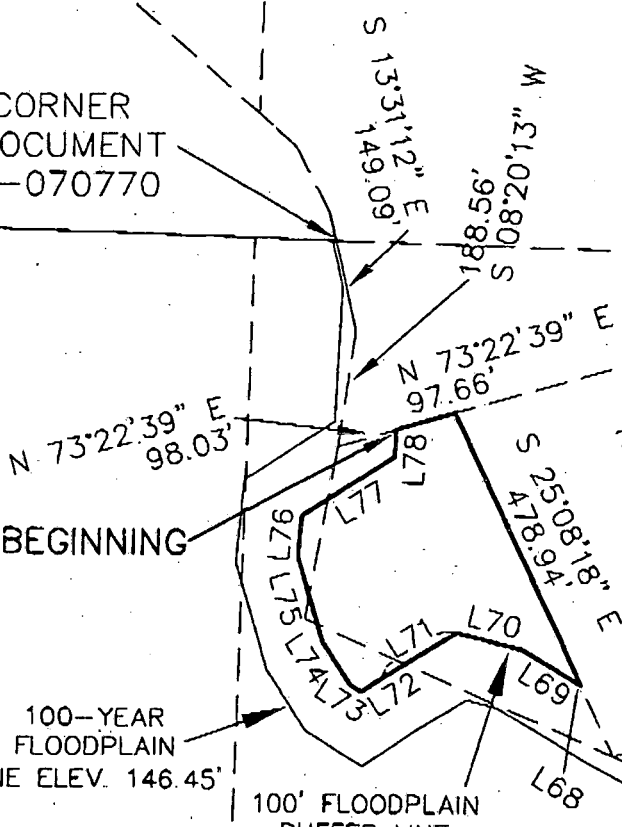 CORNER
OCUMENT
-070770
S 13°31'12" E
149.09'
188.56'
S 08°20'13" W
N 73°22'39" E
97.66'
N 73°22'39" E
98.03'
L78
L77
BEGINNING
L76
S 25°08'18" E
478.94'
L75
L74
L73
L72
L71
L70
L69
L68
100-YEAR
FLOODPLAIN
NE ELEV. 146.45'
100' FLOODPLAIN